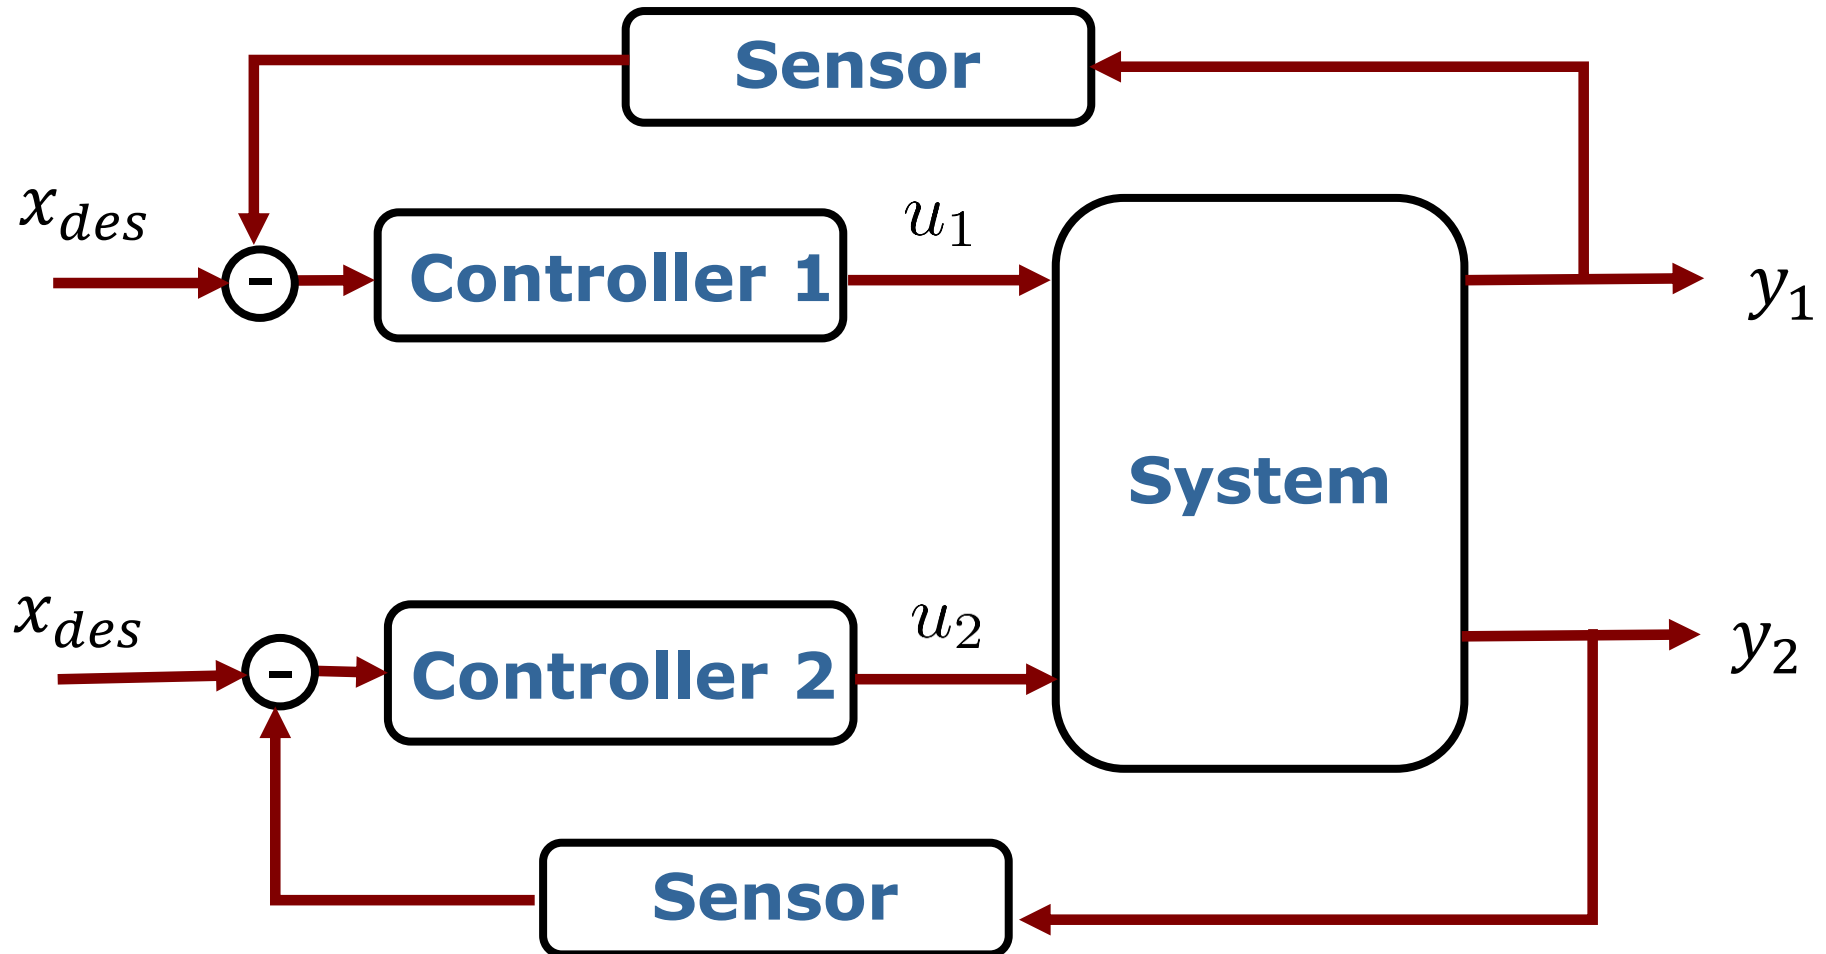 Sensor
x_des
-
Controller 1
u_1
y_1
System
x_des
-
Controller 2
u_2
y_2
Sensor